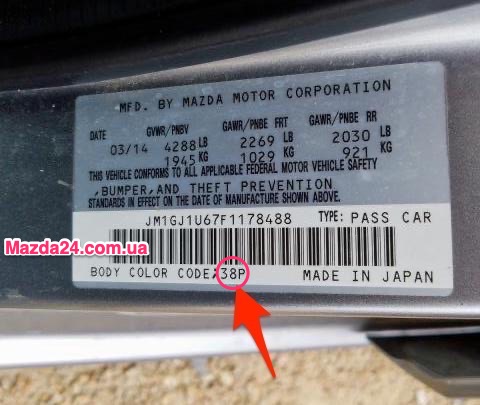 MFD. BY MAZDA MOTOR CORPORATION
DATE GVWR/PNBV GAWR/PNBE FRT GAWR/PNBE RR
03/14 4288 LB 2269 LB 2030 LB
1945 KG 1029 KG 921 KG
THIS VEHICLE CONFORMS TO ALL APPLICABLE FEDERAL MOTOR VEHICLE SAFETY
,BUMPER,AND THEFT PREVENTION
STANDARDS IN EFFECT ON THE DATE OF MANUFACTURE SHOWN ABOVE.
JM1GJ1U67F1178488 TYPE: PASS CAR
BODY COLOR CODE: 38P MADE IN JAPAN
Mazda24.com.ua
Mazda24.com.ua